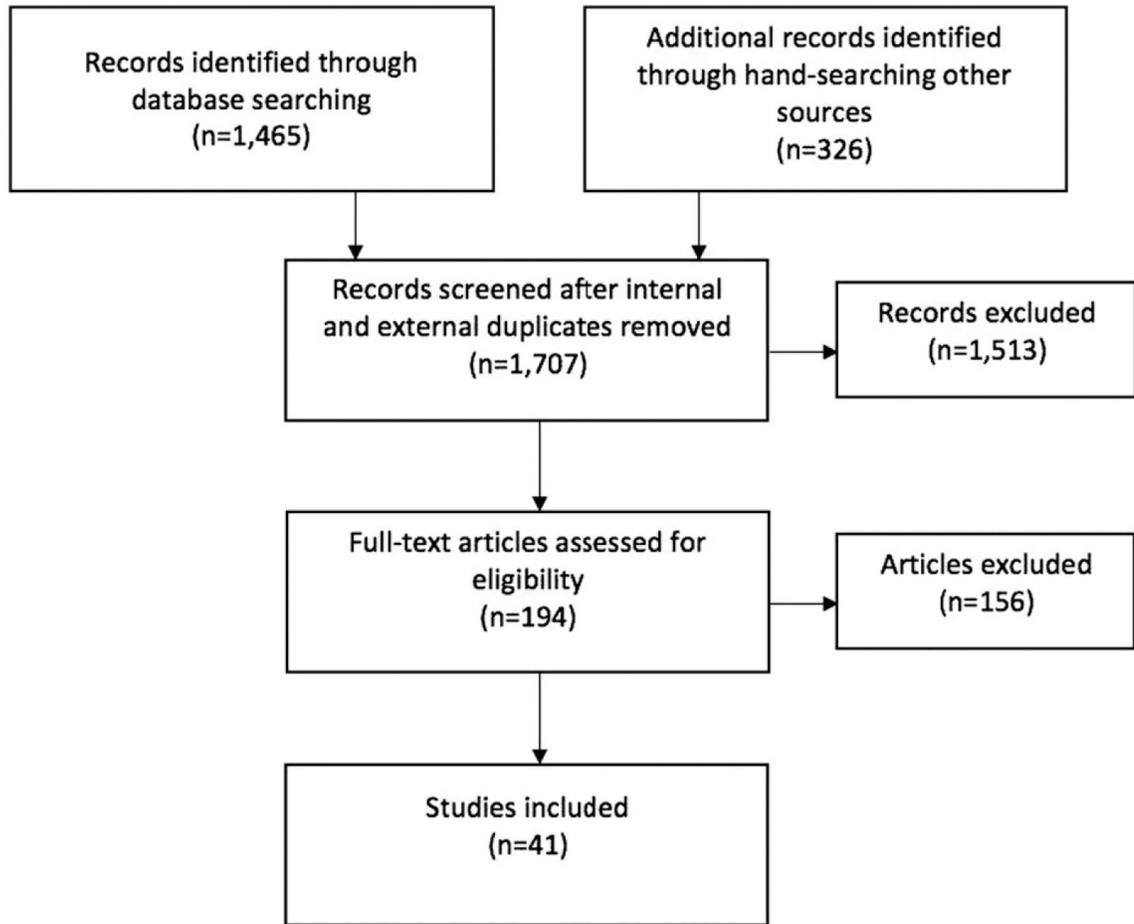 Records identified through
database searching
(n=1,465)
Additional records identified
through hand-searching other
sources
(n=326)
Records screened after internal
and external duplicates removed
(n=1,707)
Records excluded
(n=1,513)
Full-text articles assessed for
eligibility
(n=194)
Articles excluded
(n=156)
Studies included
(n=41)